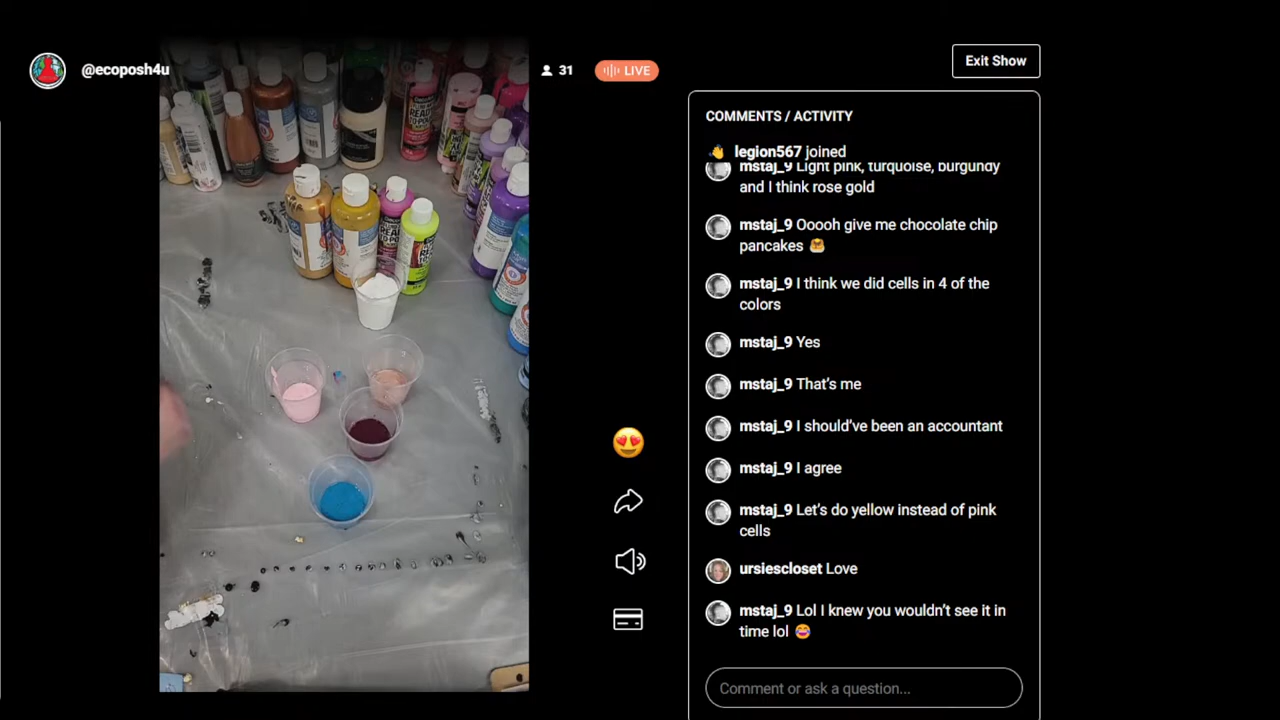 @ecoposh4u
31
LIVE
Exit Show
COMMENTS / ACTIVITY
legion567 joined
mstaj_9 Light pink, turquoise, burgundy
and I think rose gold
mstaj_9 Ooooh give me chocolate chip
pancakes 🥞
mstaj_9 I think we did cells in 4 of the
colors
mstaj_9 Yes
mstaj_9 That's me
mstaj_9 I should've been an accountant
mstaj_9 I agree
mstaj_9 Let's do yellow instead of pink
cells
ursiescloset Love
mstaj_9 Lol I knew you wouldn't see it in
time lol 😂
Comment or ask a question...